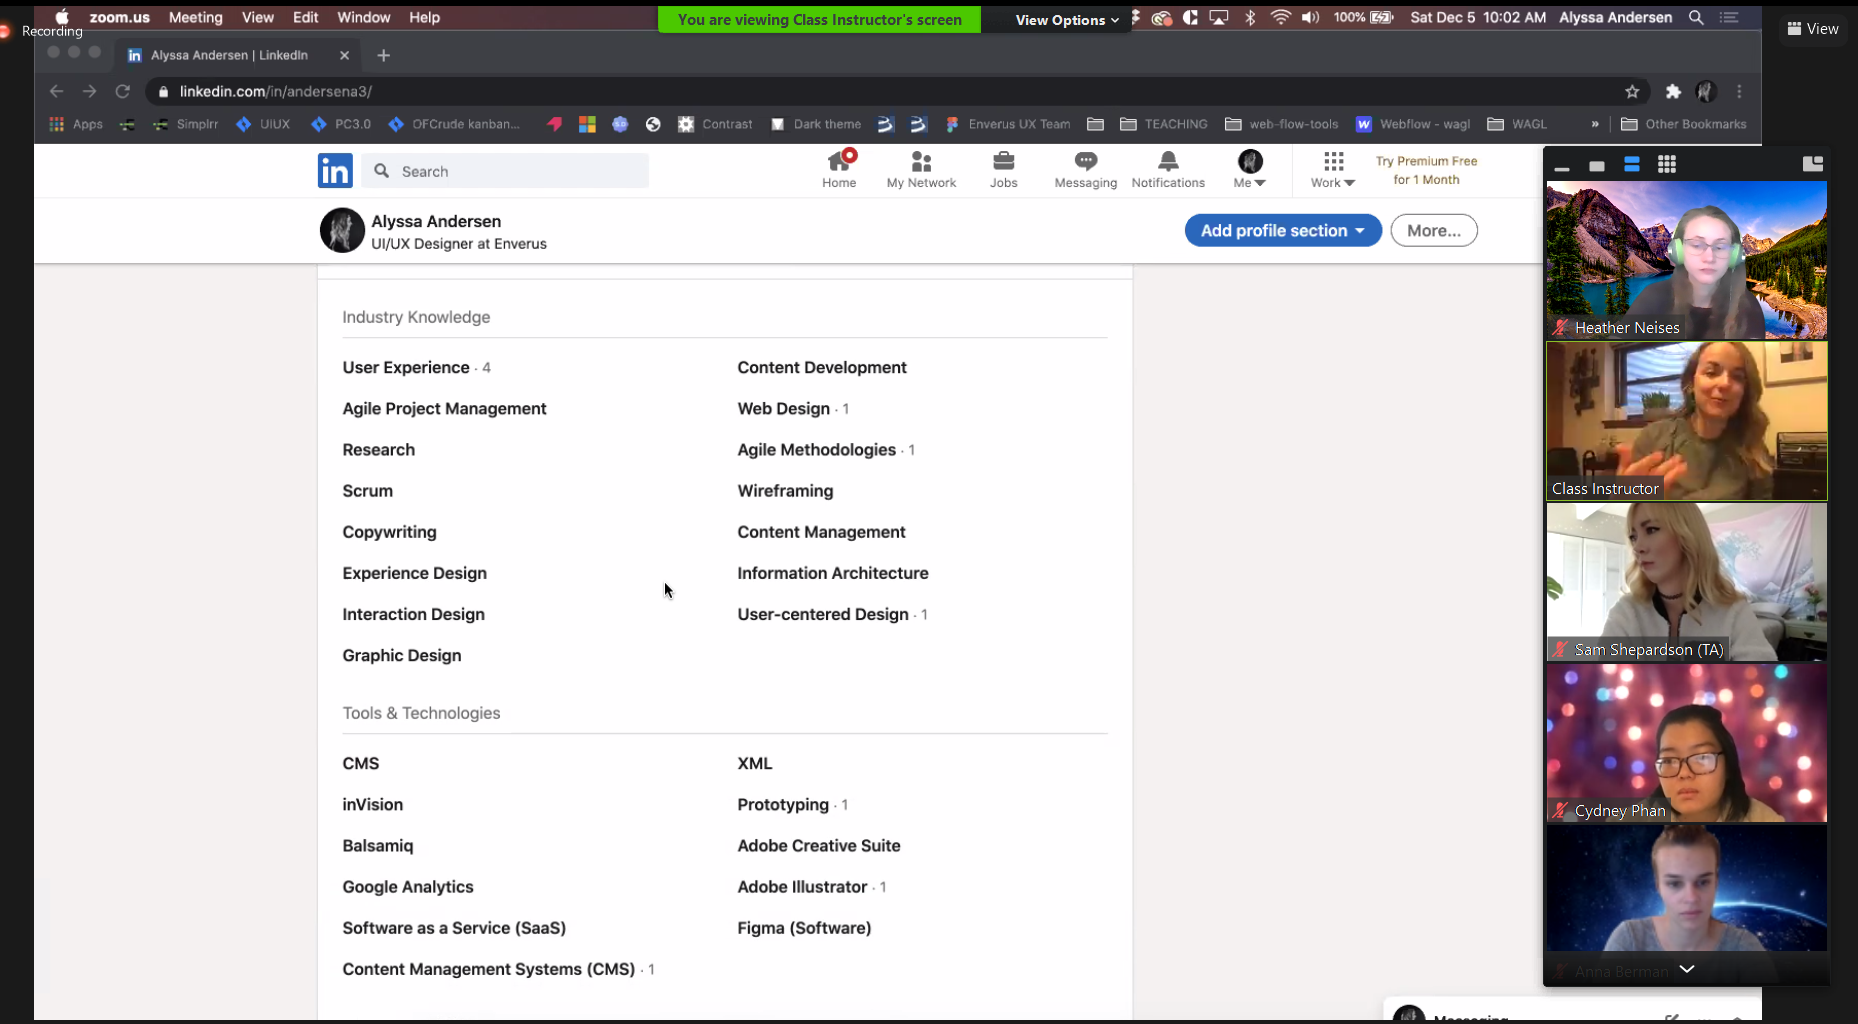 zoom.us Meeting View Edit Window Help
You are viewing Class Instructor's screen
View Options
100%
Sat Dec 5 10:02 AM Alyssa Andersen
Recording
View
in Alyssa Andersen | LinkedIn
linkedin.com/in/andersena3/
Apps
Simplrr
UIUX
PC3.0
OFCrude kanban...
Contrast
Dark theme
Enverus UX Team
TEACHING
web-flow-tools
W Webflow - wagl
WAGL
»
Other Bookmarks
in
Search
Home
My Network
Jobs
Messaging
Notifications
Me
Work
Try Premium Free
for 1 Month
Alyssa Andersen
UI/UX Designer at Enverus
Add profile section
More...
Industry Knowledge
User Experience · 4
Content Development
Agile Project Management
Web Design · 1
Research
Agile Methodologies · 1
Scrum
Wireframing
Copywriting
Content Management
Experience Design
Information Architecture
Interaction Design
User-centered Design · 1
Graphic Design
Tools & Technologies
CMS
XML
inVision
Prototyping · 1
Balsamiq
Adobe Creative Suite
Google Analytics
Adobe Illustrator · 1
Software as a Service (SaaS)
Figma (Software)
Content Management Systems (CMS) · 1
Heather Neises
Class Instructor
Sam Shepardson (TA)
Cydney Phan
Anna Berman
Messaging